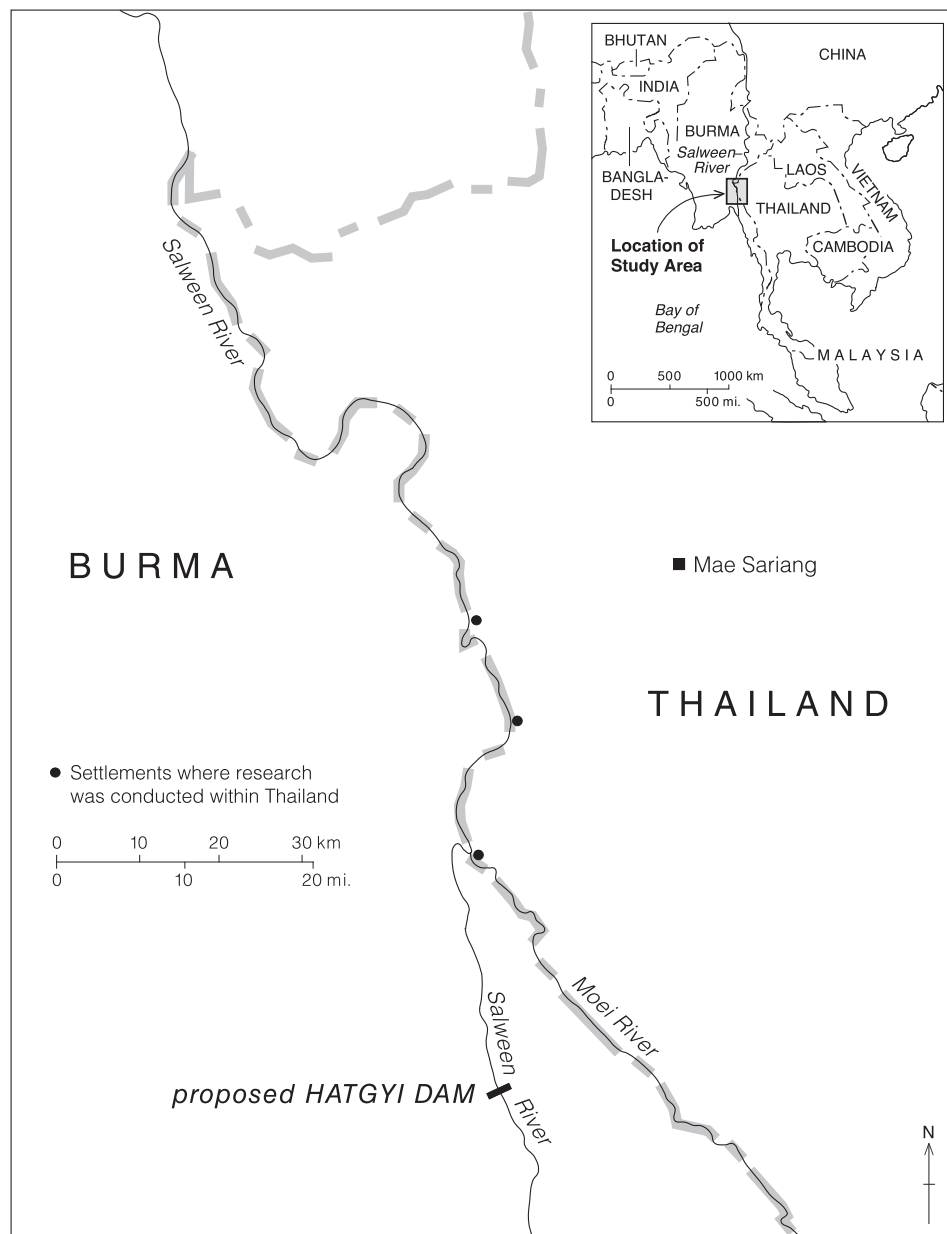 BHUTAN
CHINA
INDIA
BURMA
Salween
River
LAOS
BANGLA-
DESH
VIETNAM
THAILAND
CAMBODIA
Location of
Study Area
Bay of
Bengal
MALAYSIA
0 500 1000 km
0 500 mi.
Salween River
BURMA
Mae Sariang
THAILAND
Settlements where research
was conducted within Thailand
0 10 20 30 km
0 10 20 mi.
Moei River
Salween River
proposed HATGYI DAM
N